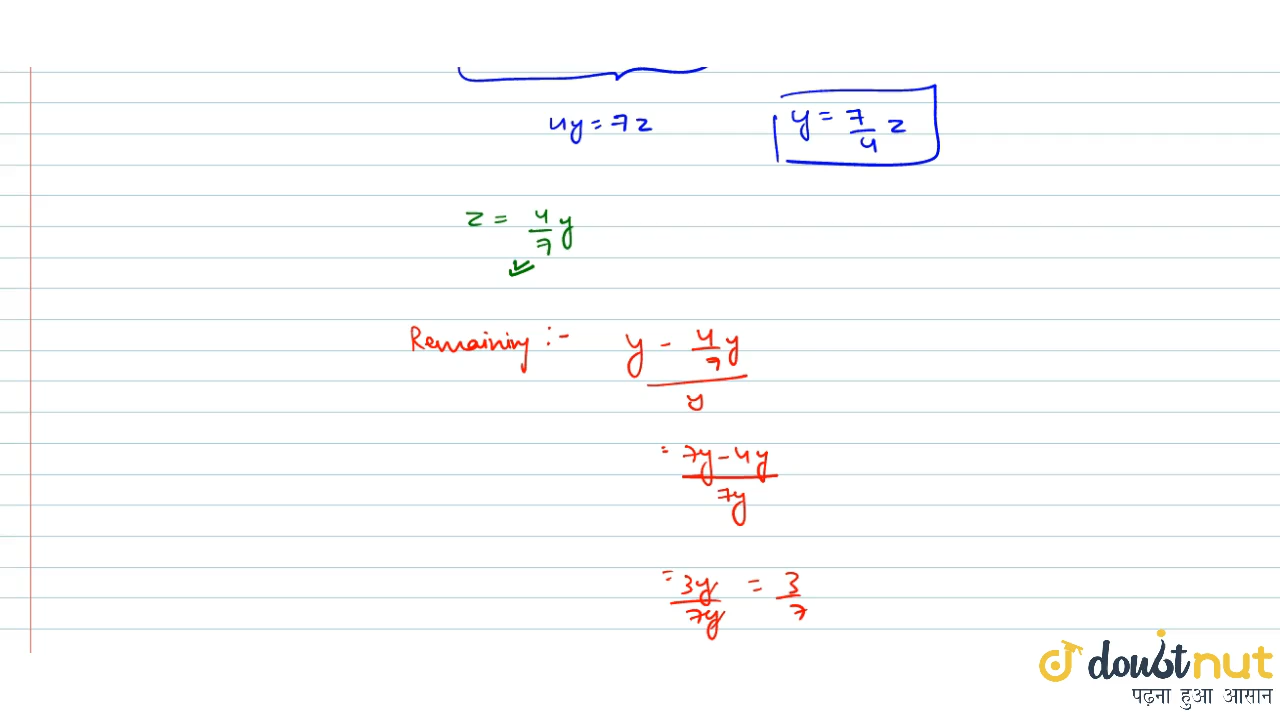 4y = 7z
y = 7/4 z
z = 4/7 y
Remaining :- y - 4/7 y
y
= 7y - 4y
7y
= 3y/7y = 3/7
doubtnut
पढ़ना हुआ आसान